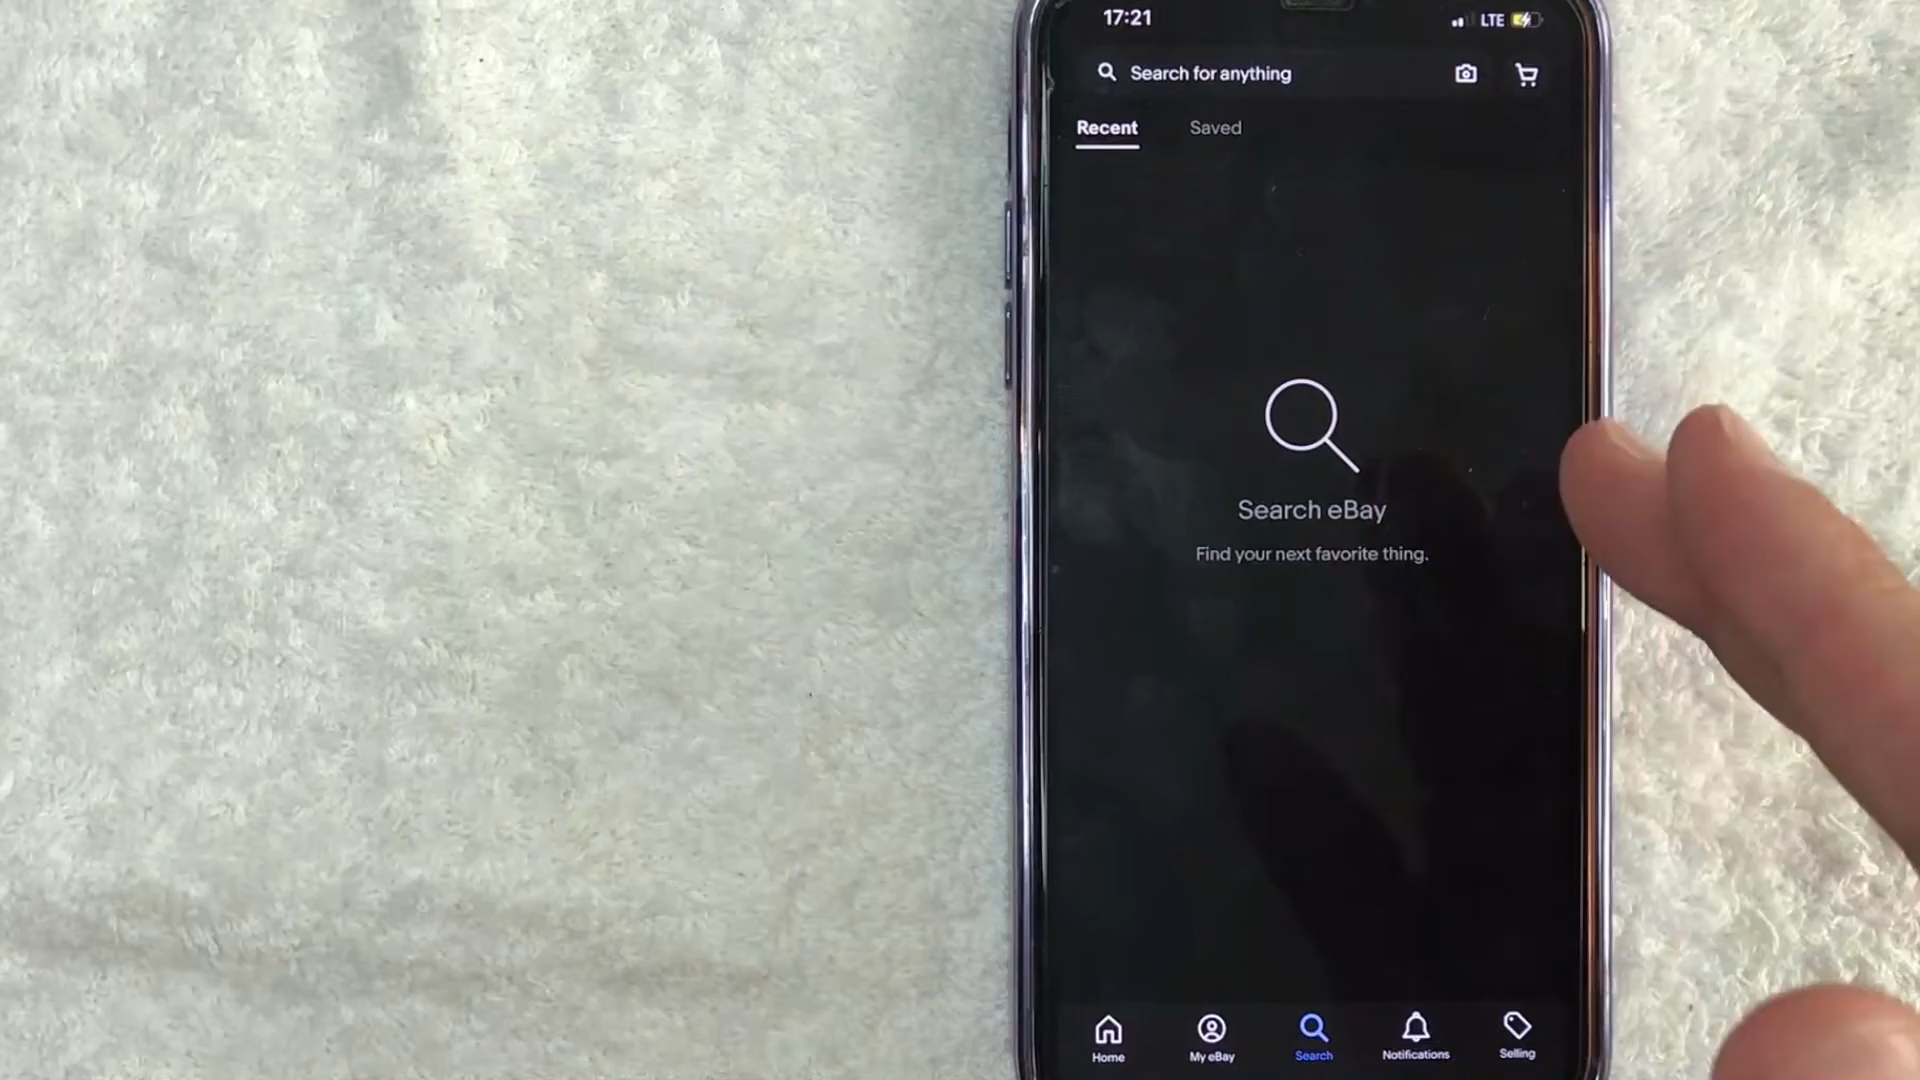 17:21 LTE
Search for anything
Recent Saved
Search eBay
Find your next favorite thing.
Home My eBay Search Notifications Selling